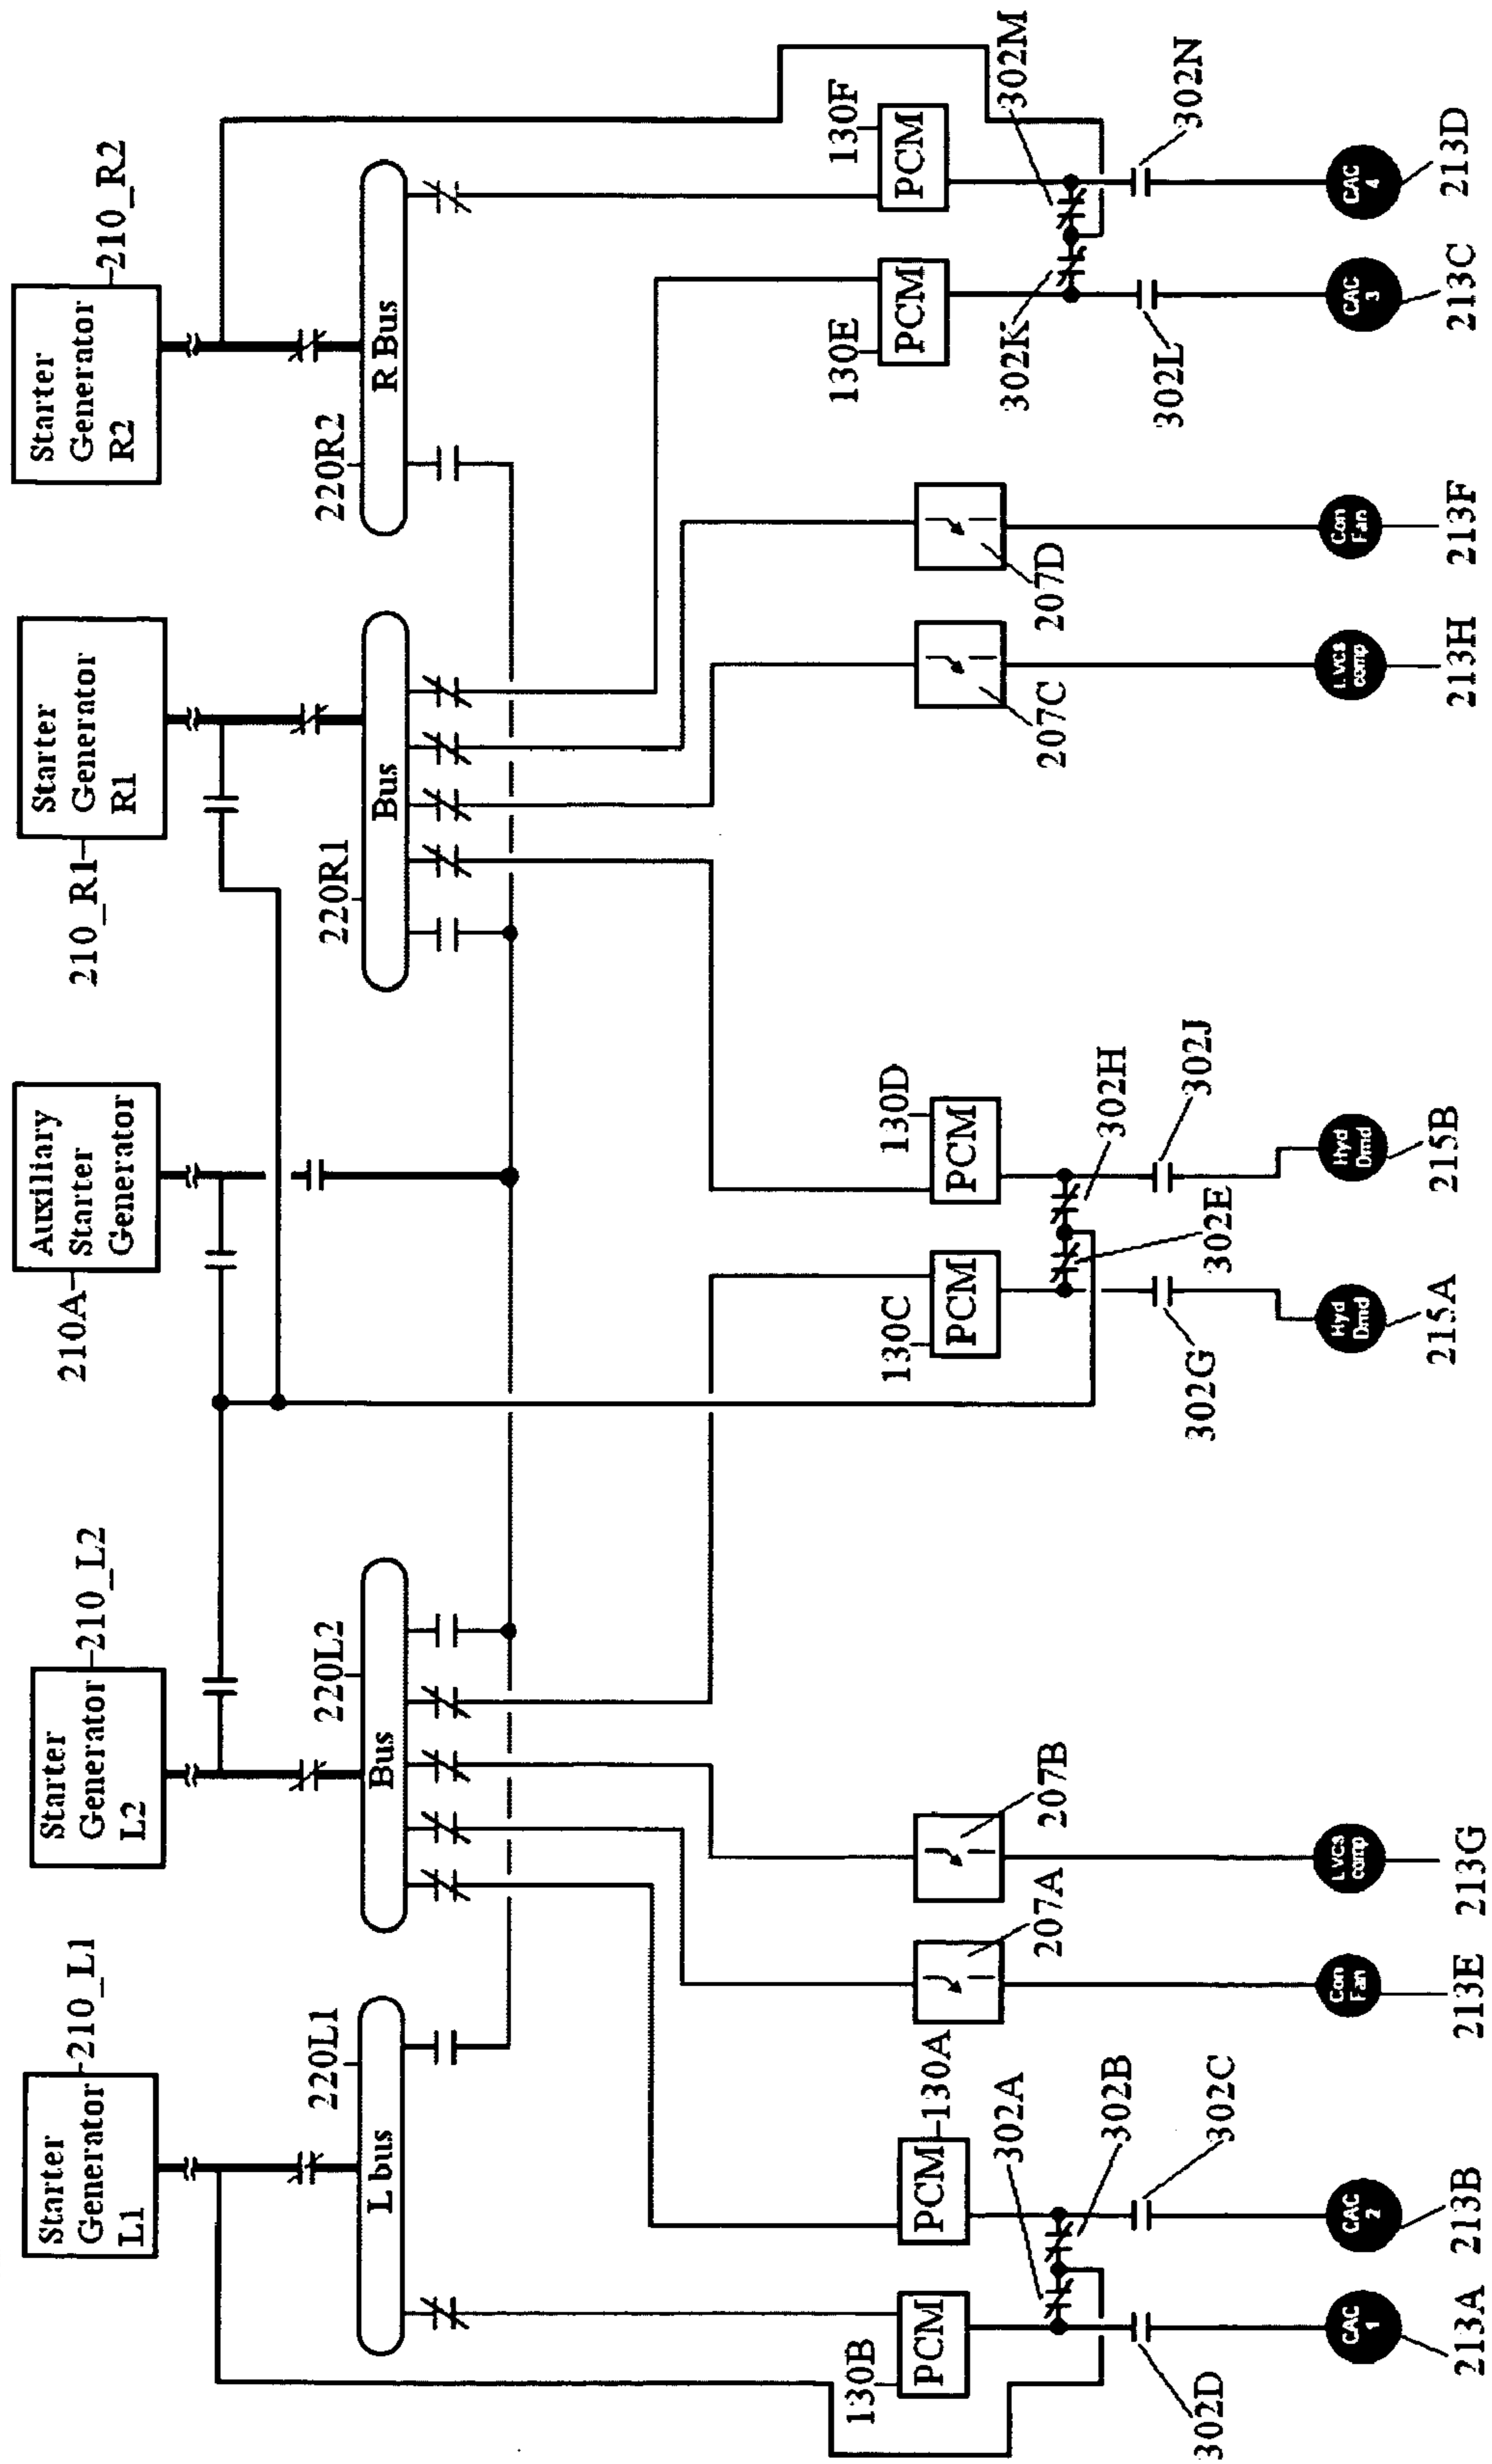 Starter
Generator
L1
210_L1
Starter
Generator
L2
210_L2
Auxiliary
Starter
Generator
210A
Starter
Generator
R1
210_R1
Starter
Generator
R2
210_R2
L bus
220L1
Bus
220L2
Bus
220R1
R Bus
220R2
PCM
130B
PCM
130A
207A
207B
PCM
130C
PCM
130D
207C
207D
PCM
130E
PCM
130F
302A
302B
302C
302D
302E
302G
302H
302J
302K
302L
302M
302N
CAC
1
213A
CAC
2
213B
Con
Fan
213E
LVCS
comp
213G
Hyd
Dmd
215A
Hyd
Dmd
215B
LVCS
comp
213H
Con
Fan
213F
CAC
3
213C
CAC
4
213D